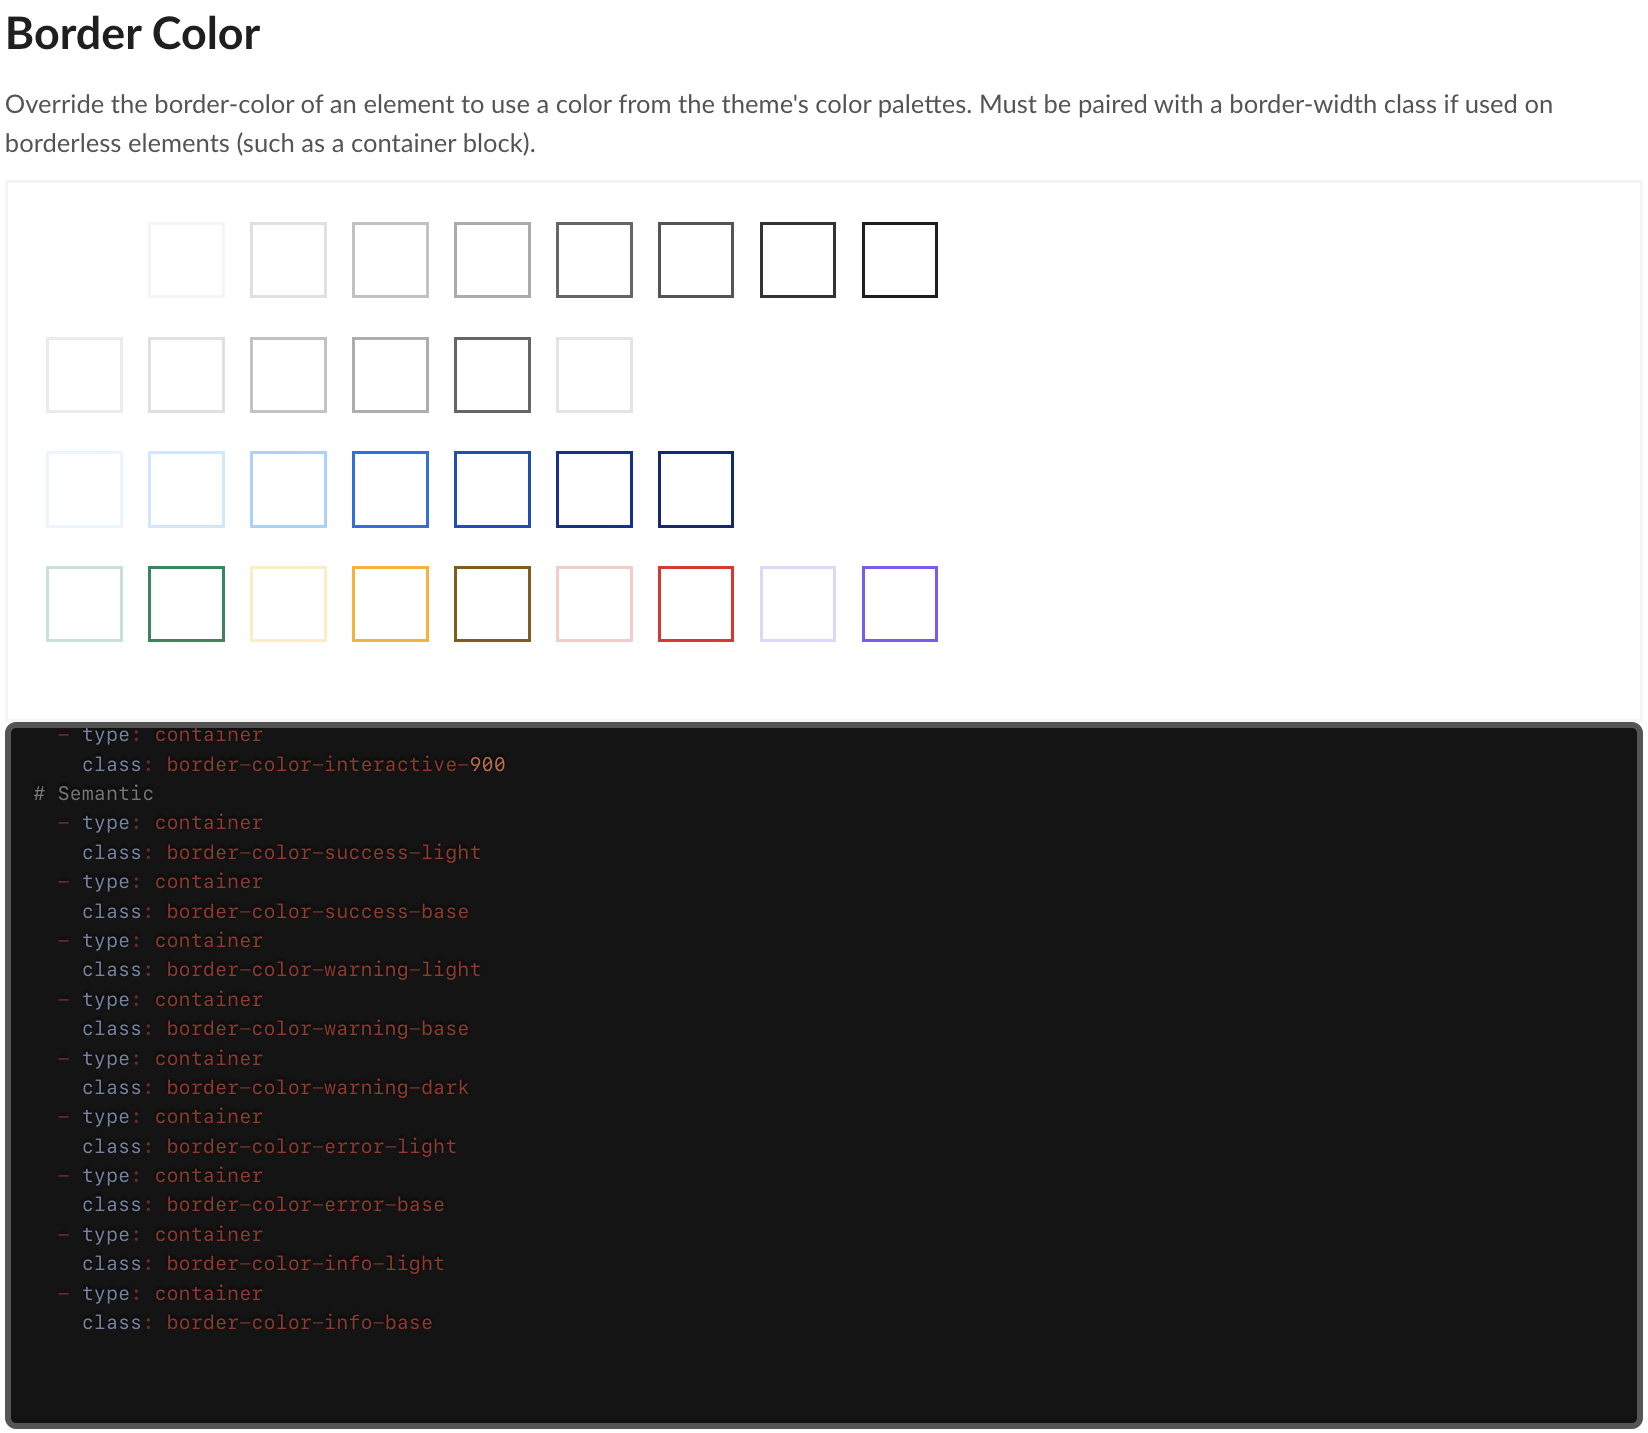 Border Color
Override the border-color of an element to use a color from the theme's color palettes. Must be paired with a border-width class if used on
borderless elements (such as a container block).
- type: container
class: border-color-interactive-900
# Semantic
- type: container
class: border-color-success-light
- type: container
class: border-color-success-base
- type: container
class: border-color-warning-light
- type: container
class: border-color-warning-base
- type: container
class: border-color-warning-dark
- type: container
class: border-color-error-light
- type: container
class: border-color-error-base
- type: container
class: border-color-info-light
- type: container
class: border-color-info-base